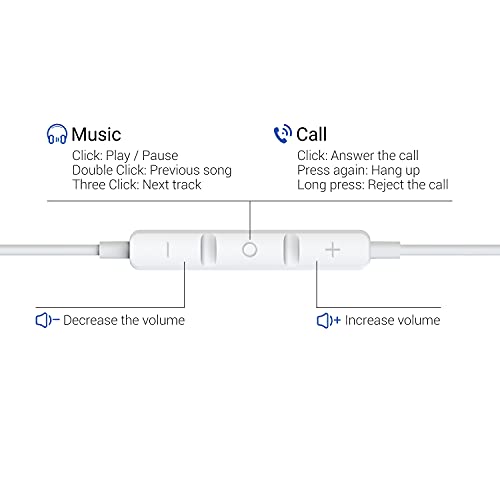 Music
Click: Play / Pause
Double Click: Previous song
Three Click: Next track
Call
Click: Answer the call
Press again: Hang up
Long press: Reject the call
− +
− Decrease the volume
+ Increase volume